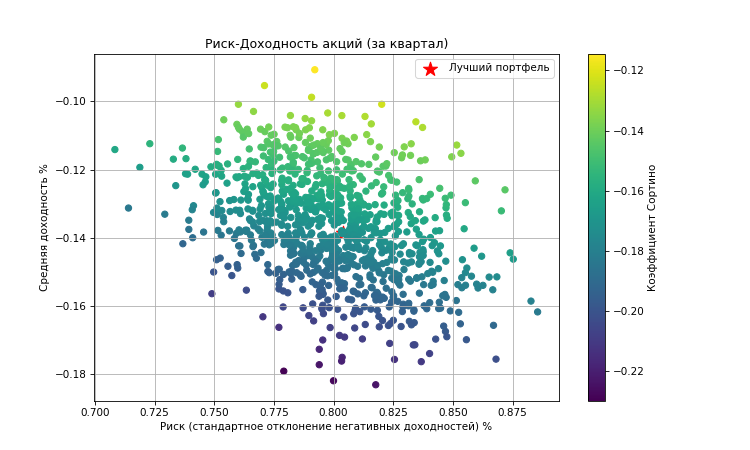 Риск-Доходность акций (за квартал)
Лучший портфель
−0.10
−0.12
−0.14
−0.16
−0.18
Средняя доходность %
0.700 0.725 0.750 0.775 0.800 0.825 0.850 0.875
Риск (стандартное отклонение негативных доходностей) %
−0.12
−0.14
−0.16
−0.18
−0.20
−0.22
Коэффициент Сортино